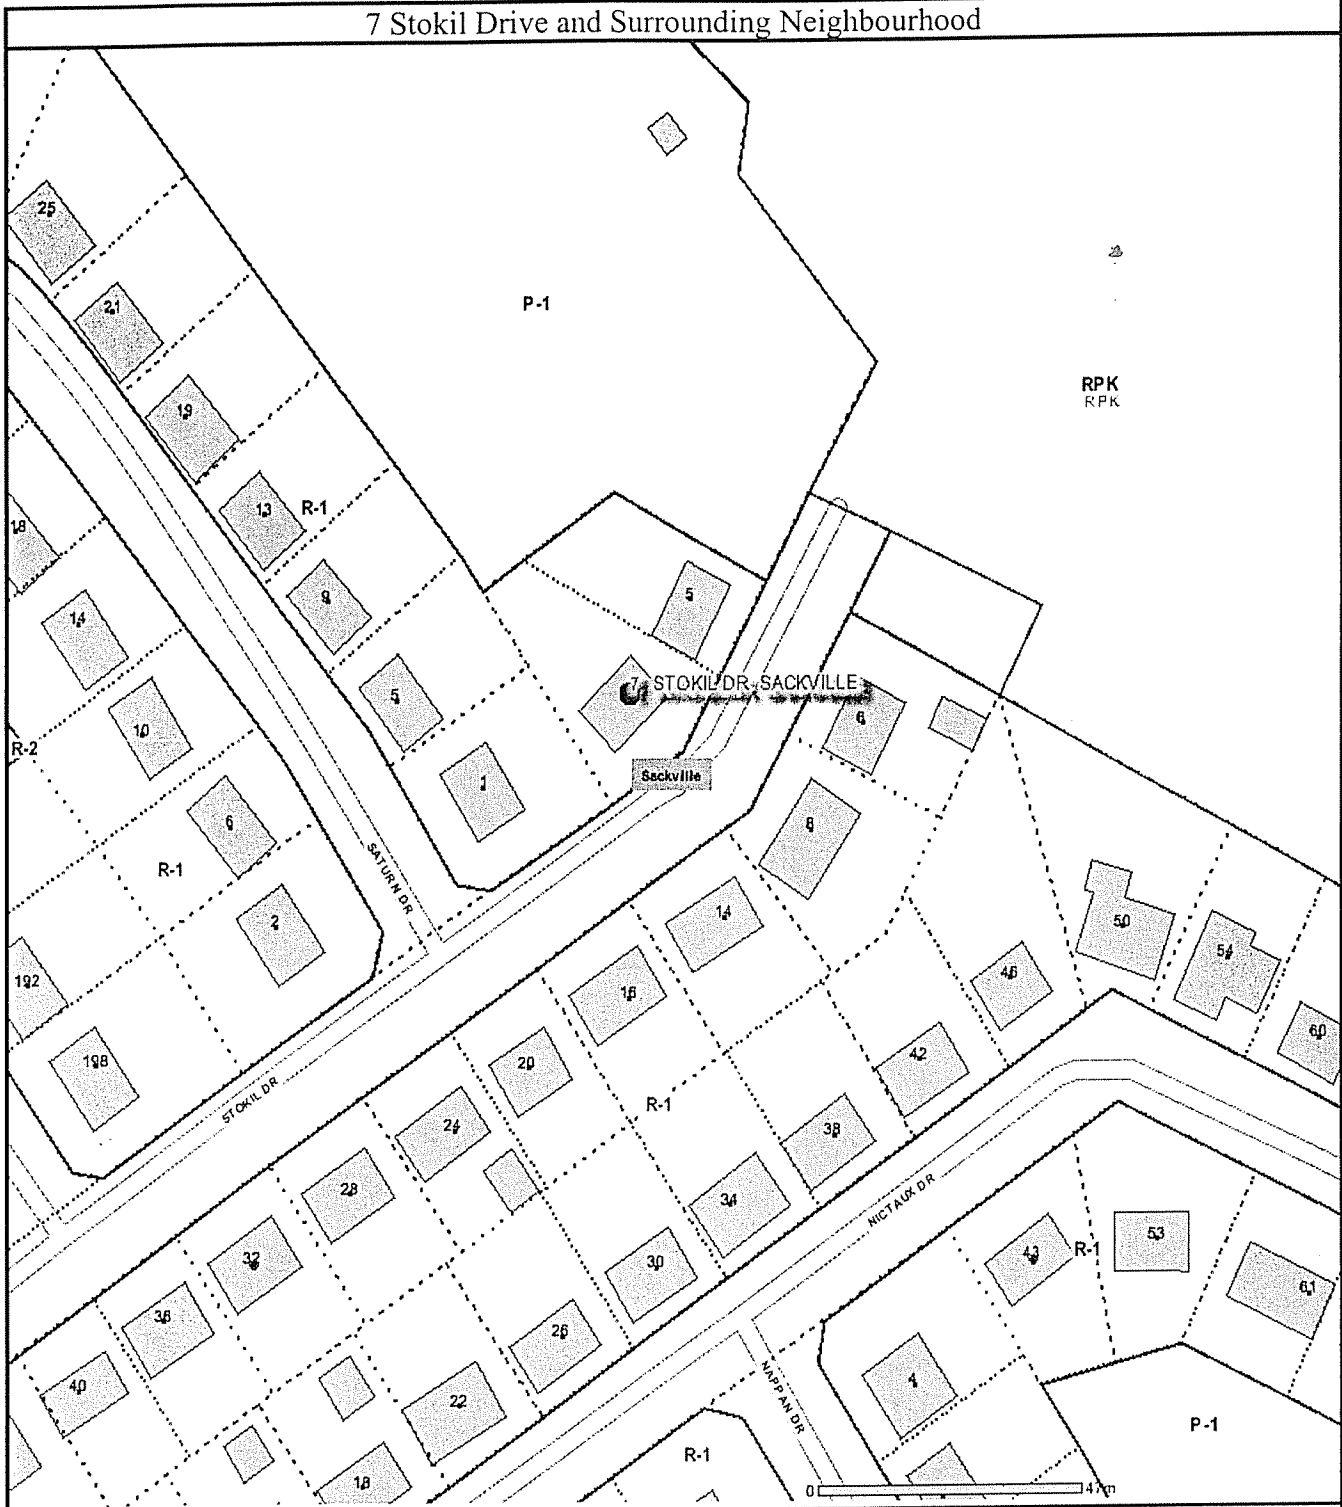 7 Stokil Drive and Surrounding Neighbourhood
25
21
P-1
RPK
RPK
19
13
R-1
18
9
5
14
7 STOKIL DR, SACKVILLE
5
6
10
R-2
Sackville
1
6
8
R-1
SATURN DR
2
14
50
54
192
16
46
60
198
20
42
STOKIL DR
24
R-1
38
28
34
NICTAUX DR
32
30
43
R-1
53
36
26
61
40
22
4
NAPPAN DR
18
R-1
P-1
0
47m